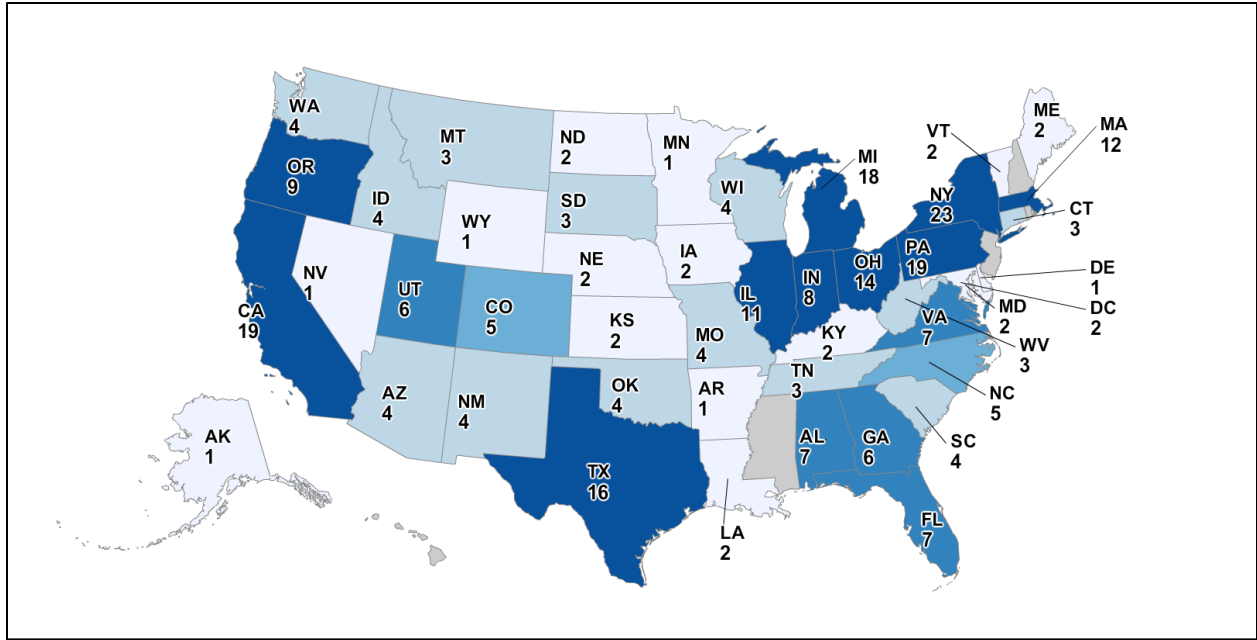 WA
4
MT
3
ND
2
MN
1
ME
2
VT
2
MA
12
OR
9
MI
18
ID
4
SD
3
WI
4
NY
23
WY
1
CT
3
IA
2
PA
19
NE
2
OH
14
IN
8
DE
1
NV
1
UT
6
IL
11
CO
5
DC
2
MD
2
CA
19
KS
2
VA
7
MO
4
KY
2
WV
3
TN
3
OK
4
AR
1
AZ
4
NM
4
NC
5
AK
1
AL
7
GA
6
SC
4
TX
16
FL
7
LA
2